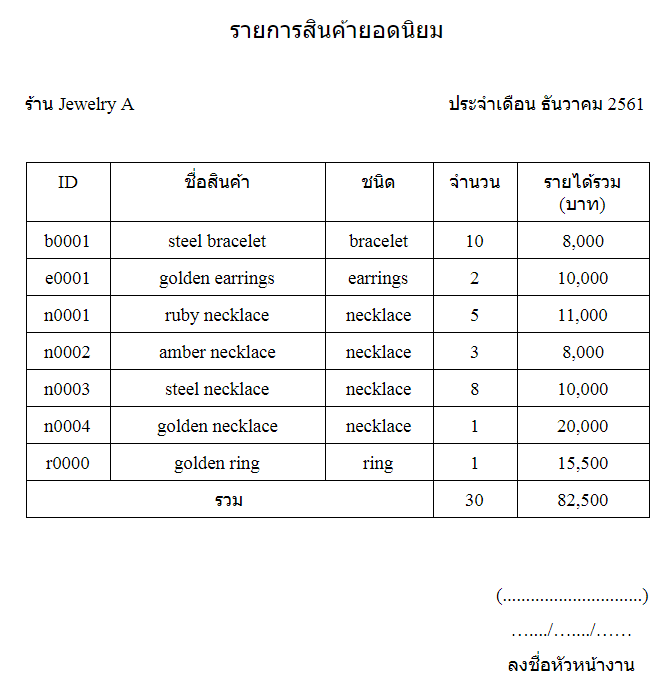 รายการสินค้ายอดนิยม
ร้าน Jewelry A ประจำเดือน ธันวาคม 2561
ID ชื่อสินค้า ชนิด จำนวน รายได้รวม
(บาท)
b0001 steel bracelet bracelet 10 8,000
e0001 golden earrings earrings 2 10,000
n0001 ruby necklace necklace 5 11,000
n0002 amber necklace necklace 3 8,000
n0003 steel necklace necklace 8 10,000
n0004 golden necklace necklace 1 20,000
r0000 golden ring ring 1 15,500
รวม 30 82,500
(..............................)
…..../…..../……
ลงชื่อหัวหน้างาน